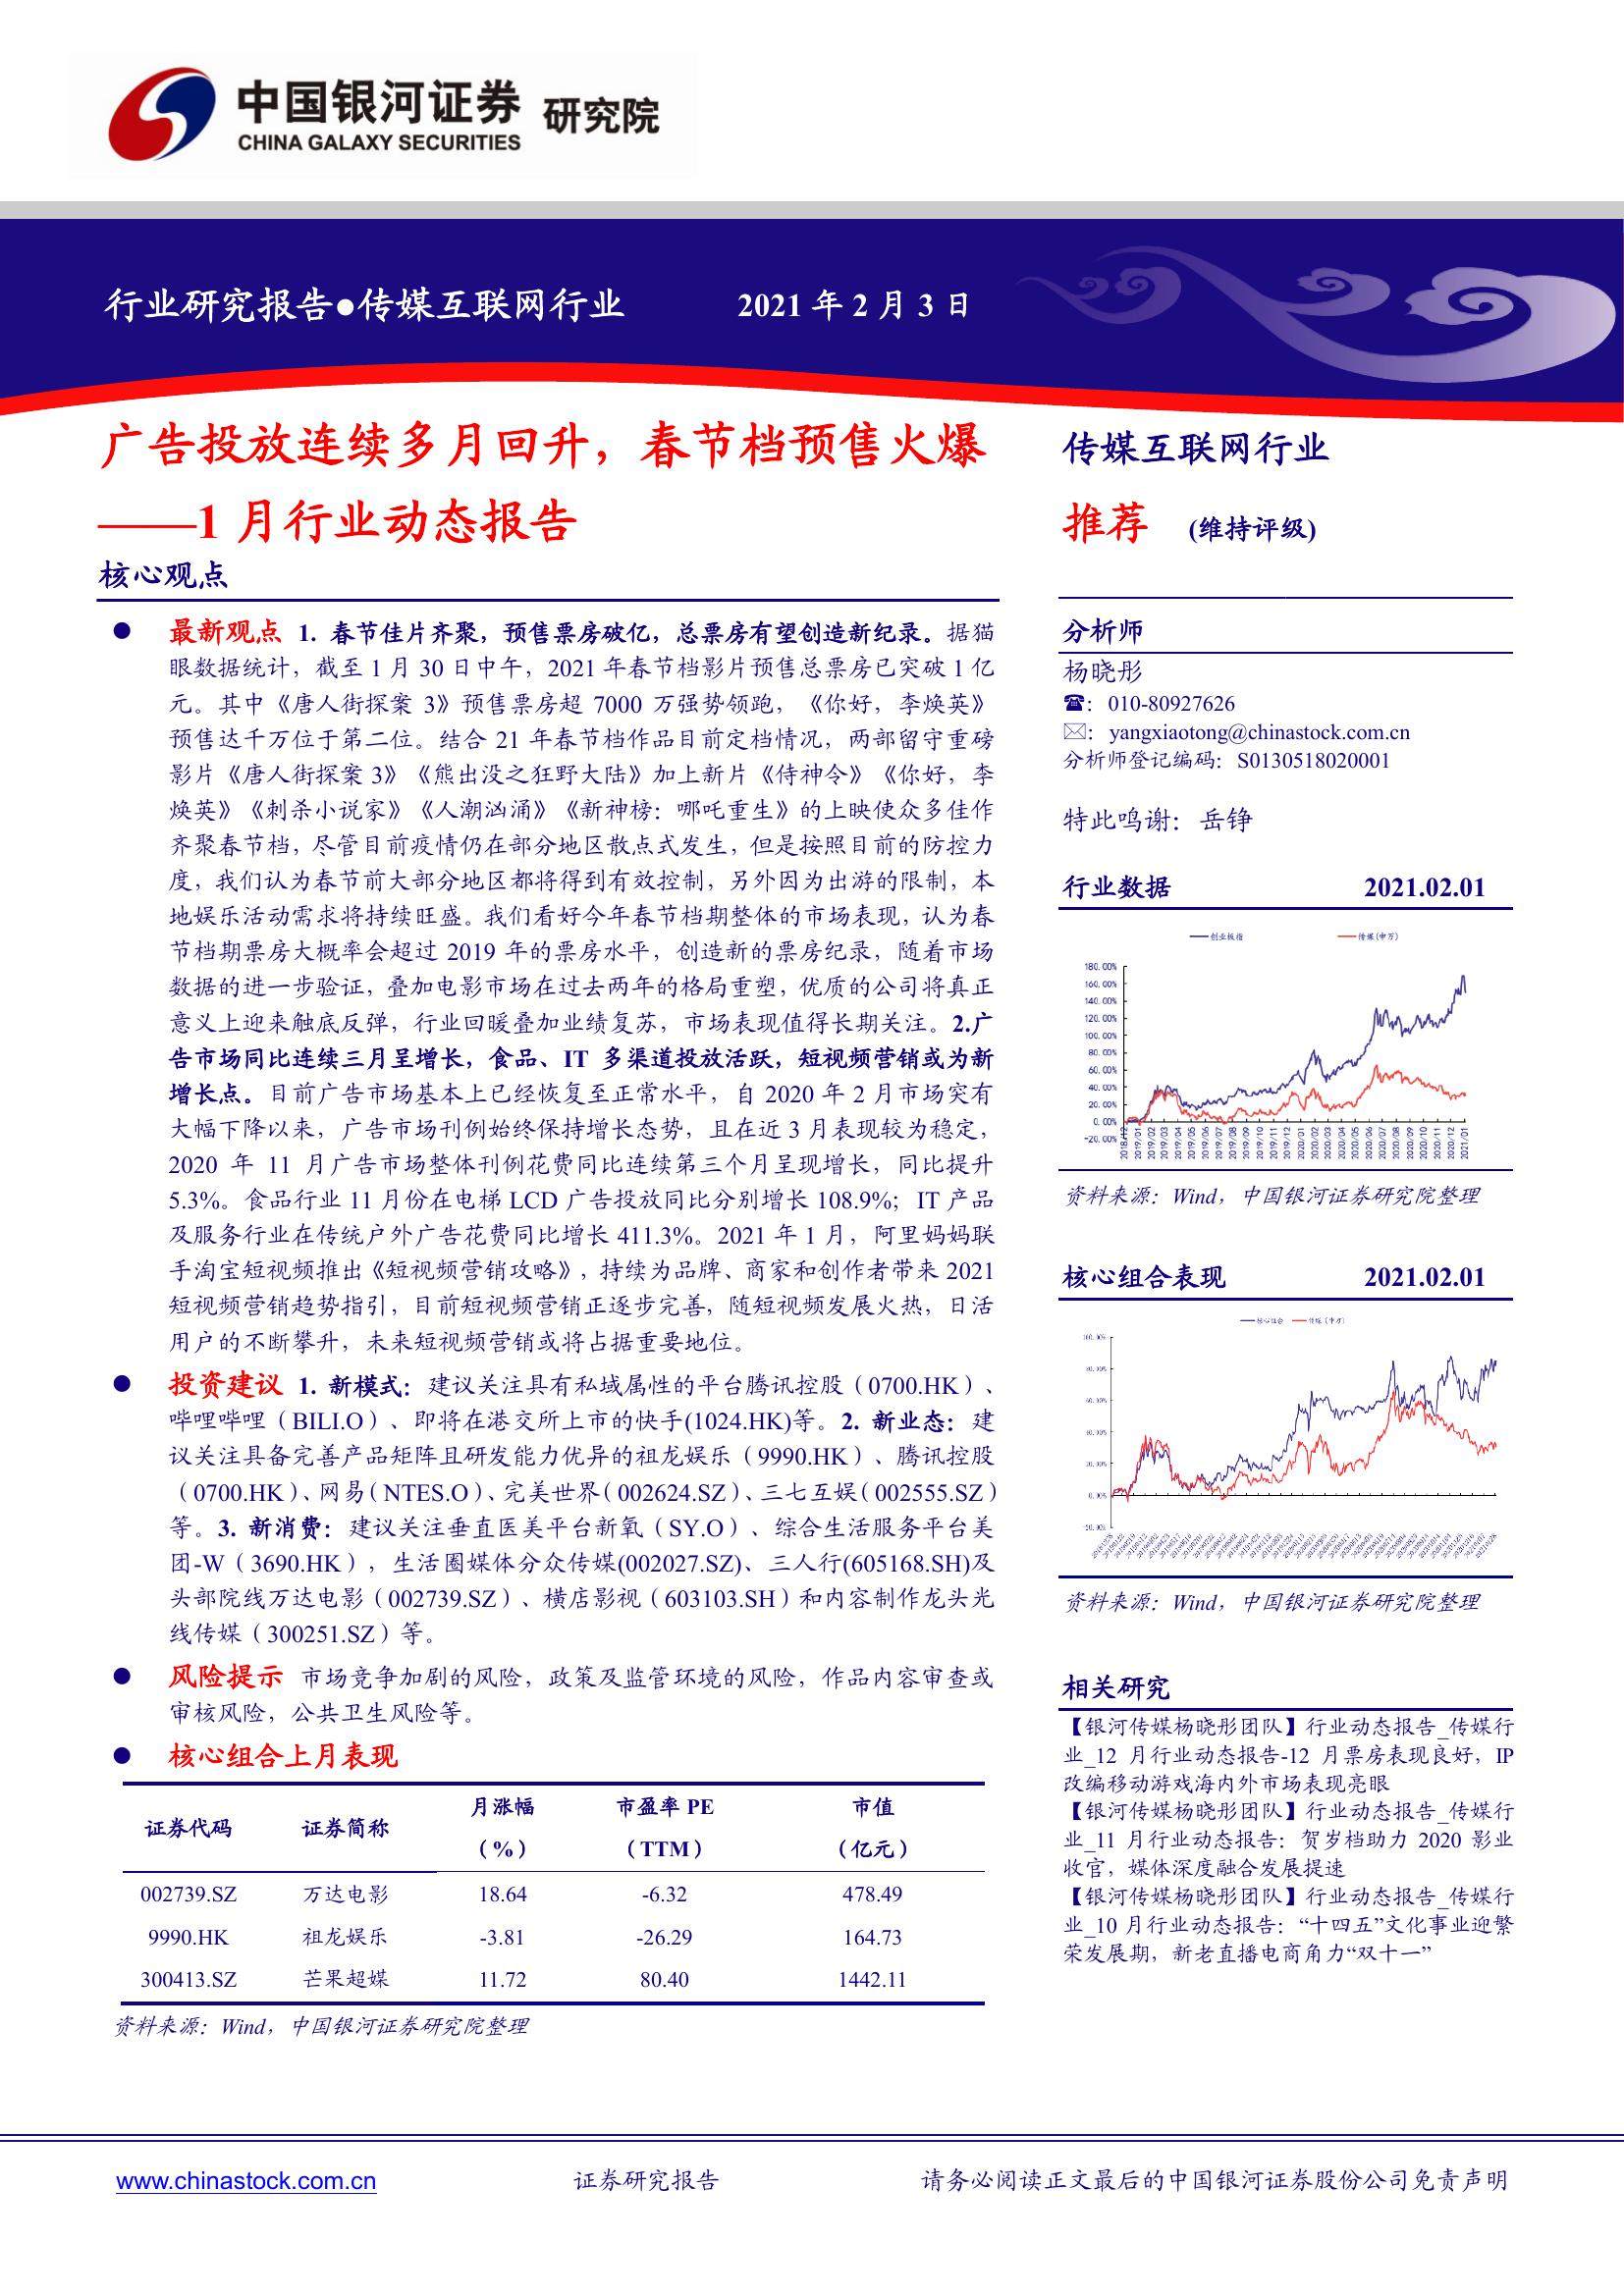 中国银河证券 研究院
CHINA GALAXY SECURITIES
行业研究报告●传媒互联网行业 2021 年 2 月 3 日
广告投放连续多月回升，春节档预售火爆
——1 月行业动态报告
核心观点
● 最新观点 1. 春节佳片齐聚，预售票房破亿，总票房有望创造新纪录。据猫
眼数据统计，截至 1 月 30 日中午，2021 年春节档影片预售总票房已突破 1 亿
元。其中《唐人街探案 3》预售票房超 7000 万强势领跑，《你好，李焕英》
预售达千万位于第二位。结合 21 年春节档作品目前定档情况，两部留守重磅
影片《唐人街探案 3》《熊出没之狂野大陆》加上新片《侍神令》《你好，李
焕英》《刺杀小说家》《人潮汹涌》《新神榜：哪吒重生》的上映使众多佳作
齐聚春节档，尽管目前疫情仍在部分地区散点式发生，但是按照目前的防控力
度，我们认为春节前大部分地区都将得到有效控制，另外因为出游的限制，本
地娱乐活动需求将持续旺盛。我们看好今年春节档期整体的市场表现，认为春
节档期票房大概率会超过 2019 年的票房水平，创造新的票房纪录，随着市场
数据的进一步验证，叠加电影市场在过去两年的格局重塑，优质的公司将真正
意义上迎来触底反弹，行业回暖叠加业绩复苏，市场表现值得长期关注。2.广
告市场同比连续三月呈增长，食品、IT 多渠道投放活跃，短视频营销或为新
增长点。目前广告市场基本上已经恢复至正常水平，自 2020 年 2 月市场突有
大幅下降以来，广告市场刊例始终保持增长态势，且在近 3 月表现较为稳定，
2020 年 11 月广告市场整体刊例花费同比连续第三个月呈现增长，同比提升
5.3%。食品行业 11 月份在电梯 LCD 广告投放同比分别增长 108.9%；IT 产品
及服务行业在传统户外广告花费同比增长 411.3%。2021 年 1 月，阿里妈妈联
手淘宝短视频推出《短视频营销攻略》，持续为品牌、商家和创作者带来 2021
短视频营销趋势指引，目前短视频营销正逐步完善，随短视频发展火热，日活
用户的不断攀升，未来短视频营销或将占据重要地位。
● 投资建议 1. 新模式：建议关注具有私域属性的平台腾讯控股（0700.HK）、
哔哩哔哩（BILI.O）、即将在港交所上市的快手(1024.HK)等。2. 新业态：建
议关注具备完善产品矩阵且研发能力优异的祖龙娱乐（9990.HK）、腾讯控股
（0700.HK）、网易（NTES.O）、完美世界（002624.SZ）、三七互娱（002555.SZ）
等。3. 新消费：建议关注垂直医美平台新氧（SY.O）、综合生活服务平台美
团-W（3690.HK），生活圈媒体分众传媒(002027.SZ)、三人行(605168.SH)及
头部院线万达电影（002739.SZ）、横店影视（603103.SH）和内容制作龙头光
线传媒（300251.SZ）等。
● 风险提示 市场竞争加剧的风险，政策及监管环境的风险，作品内容审查或
审核风险，公共卫生风险等。
● 核心组合上月表现
证券代码 证券简称 月涨幅（%） 市盈率 PE（TTM） 市值（亿元）
002739.SZ 万达电影 18.64 -6.32 478.49
9990.HK 祖龙娱乐 -3.81 -26.29 164.73
300413.SZ 芒果超媒 11.72 80.40 1442.11
资料来源：Wind，中国银河证券研究院整理
传媒互联网行业
推荐 (维持评级)
分析师
杨晓彤
☎：010-80927626
✉：yangxiaotong@chinastock.com.cn
分析师登记编码：S0130518020001
特此鸣谢：岳铮
行业数据 2021.02.01
创业板指 传媒(申万)
180.00%
160.00%
140.00%
120.00%
100.00%
80.00%
60.00%
40.00%
20.00%
0.00%
-20.00%
2018/12 2019/01 2019/02 2019/03 2019/04 2019/05 2019/06 2019/07 2019/08 2019/09 2019/10 2019/11 2019/12 2020/01 2020/02 2020/03 2020/04 2020/05 2020/06 2020/07 2020/08 2020/09 2020/10 2020/11 2020/12 2021/01
资料来源：Wind，中国银河证券研究院整理
核心组合表现 2021.02.01
核心组合 传媒（申万）
资料来源：Wind，中国银河证券研究院整理
相关研究
【银河传媒杨晓彤团队】行业动态报告_传媒行
业_12 月行业动态报告-12 月票房表现良好，IP
改编移动游戏海内外市场表现亮眼
【银河传媒杨晓彤团队】行业动态报告_传媒行
业_11 月行业动态报告：贺岁档助力 2020 影业
收官，媒体深度融合发展提速
【银河传媒杨晓彤团队】行业动态报告_传媒行
业_10 月行业动态报告：“十四五”文化事业迎繁
荣发展期，新老直播电商角力“双十一”
www.chinastock.com.cn 证券研究报告 请务必阅读正文最后的中国银河证券股份公司免责声明